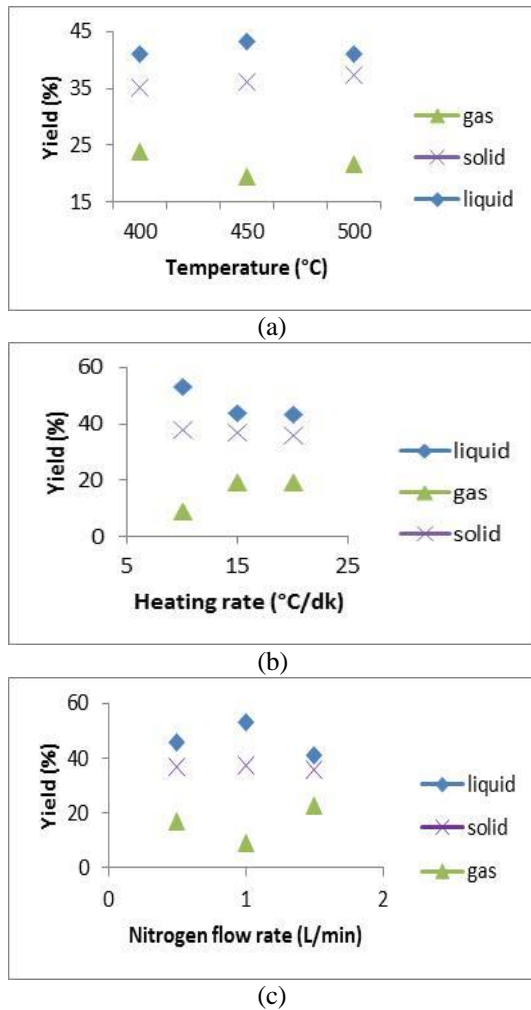 45
35
25
15
Yield (%)
400 450 500
Temperature (°C)
gas
solid
liquid
(a)
60
40
20
0
Yield (%)
5 15 25
Heating rate (°C/dk)
liquid
gas
solid
(b)
60
40
20
0
Yield (%)
0 1 2
Nitrogen flow rate (L/min)
liquid
solid
gas
(c)